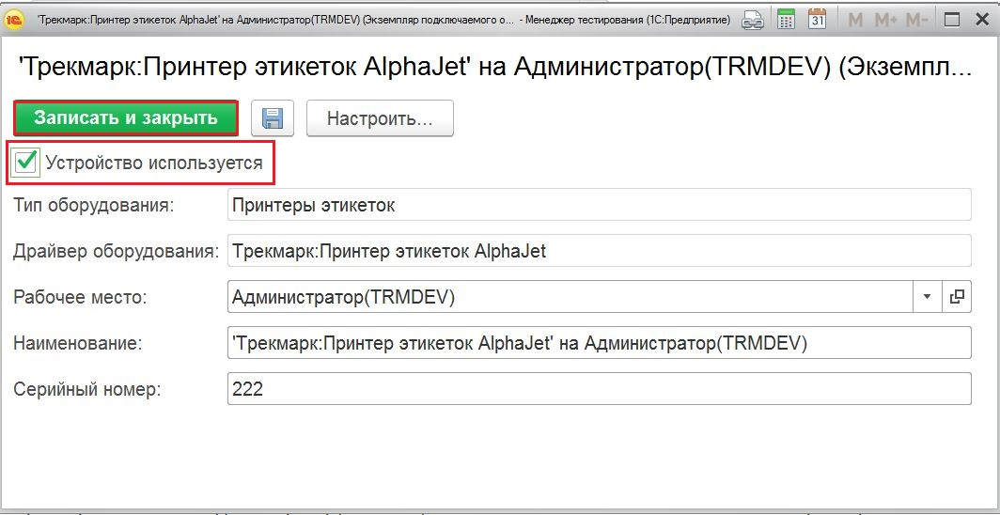 1С 'Трекмарк:Принтер этикеток AlphaJet' на Администратор(TRMDEV) (Экземпляр подключаемого о... - Менеджер тестирования (1С:Предприятие) 31 M M+ M-
'Трекмарк:Принтер этикеток AlphaJet' на Администратор(TRMDEV) (Экземпл...
Записать и закрыть Настроить...
Устройство используется
Тип оборудования: Принтеры этикеток
Драйвер оборудования: Трекмарк:Принтер этикеток AlphaJet
Рабочее место: Администратор(TRMDEV)
Наименование: 'Трекмарк:Принтер этикеток AlphaJet' на Администратор(TRMDEV)
Серийный номер: 222